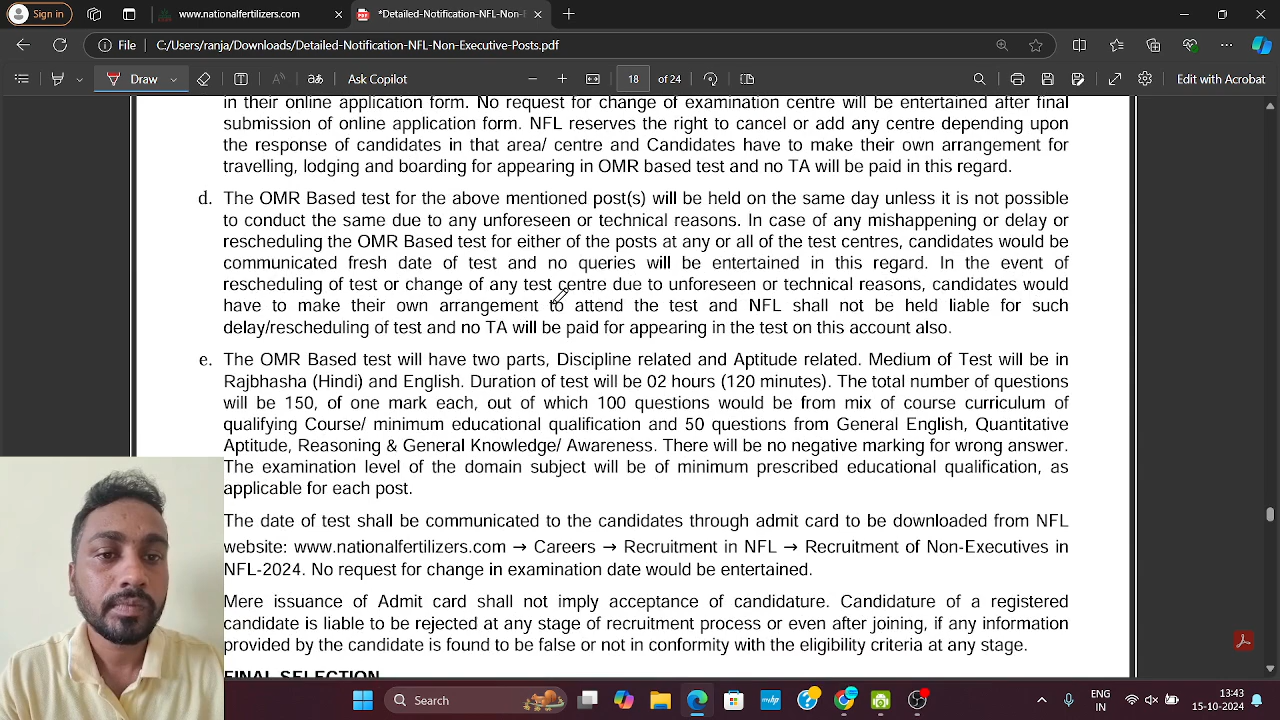 Sign in
www.nationalfertilizers.com
*Detailed-Notification-NFL-Non-E
File
C:/Users/ranja/Downloads/Detailed-Notification-NFL-Non-Executive-Posts.pdf
Draw
Ask Copilot
18 of 24
Edit with Acrobat
in their online application form. No request for change of examination centre will be entertained after final
submission of online application form. NFL reserves the right to cancel or add any centre depending upon
the response of candidates in that area/ centre and Candidates have to make their own arrangement for
travelling, lodging and boarding for appearing in OMR based test and no TA will be paid in this regard.
d. The OMR Based test for the above mentioned post(s) will be held on the same day unless it is not possible
to conduct the same due to any unforeseen or technical reasons. In case of any mishappening or delay or
rescheduling the OMR Based test for either of the posts at any or all of the test centres, candidates would be
communicated fresh date of test and no queries will be entertained in this regard. In the event of
rescheduling of test or change of any test centre due to unforeseen or technical reasons, candidates would
have to make their own arrangement to attend the test and NFL shall not be held liable for such
delay/rescheduling of test and no TA will be paid for appearing in the test on this account also.
e. The OMR Based test will have two parts, Discipline related and Aptitude related. Medium of Test will be in
Rajbhasha (Hindi) and English. Duration of test will be 02 hours (120 minutes). The total number of questions
will be 150, of one mark each, out of which 100 questions would be from mix of course curriculum of
qualifying Course/ minimum educational qualification and 50 questions from General English, Quantitative
Aptitude, Reasoning & General Knowledge/ Awareness. There will be no negative marking for wrong answer.
The examination level of the domain subject will be of minimum prescribed educational qualification, as
applicable for each post.
The date of test shall be communicated to the candidates through admit card to be downloaded from NFL
website: www.nationalfertilizers.com → Careers → Recruitment in NFL → Recruitment of Non-Executives in
NFL-2024. No request for change in examination date would be entertained.
Mere issuance of Admit card shall not imply acceptance of candidature. Candidature of a registered
candidate is liable to be rejected at any stage of recruitment process or even after joining, if any information
provided by the candidate is found to be false or not in conformity with the eligibility criteria at any stage.
FINAL SELECTION
Search
ENG
IN
13:43
15-10-2024